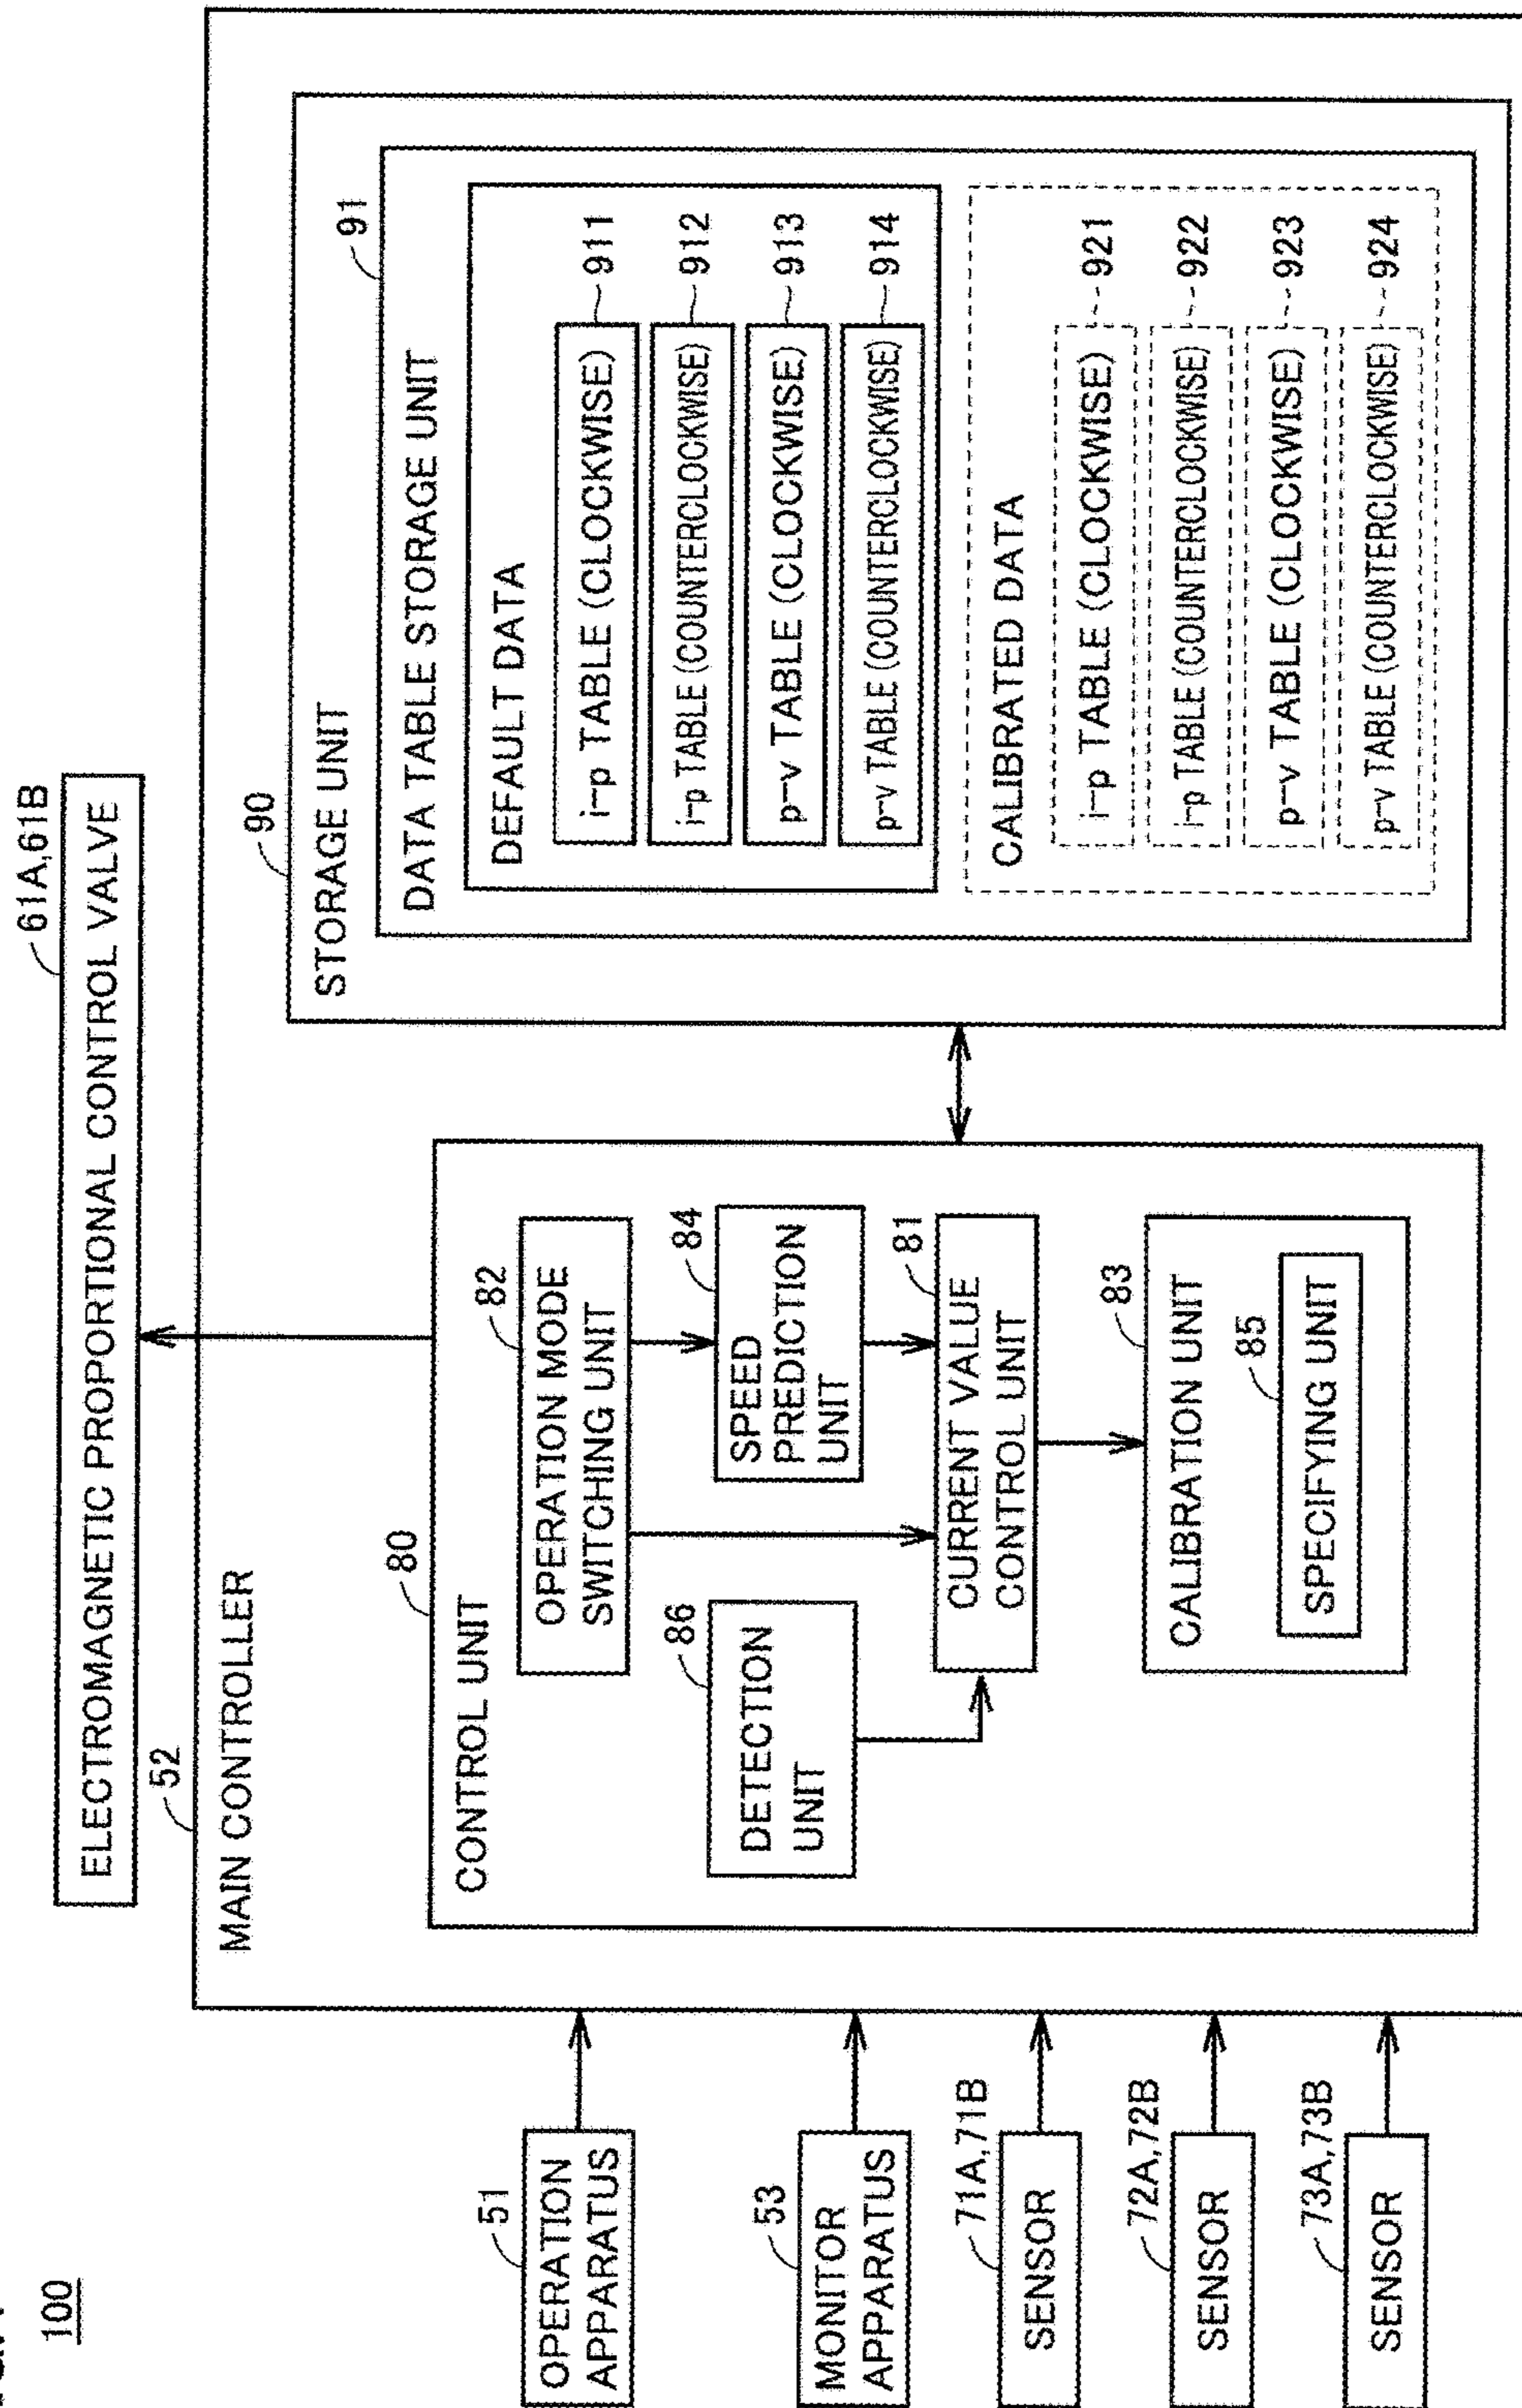 100
61A,61B
ELECTROMAGNETIC PROPORTIONAL CONTROL VALVE
52
MAIN CONTROLLER
51
OPERATION
APPARATUS
53
MONITOR
APPARATUS
71A,71B
SENSOR
72A,72B
SENSOR
73A,73B
SENSOR
80
CONTROL UNIT
82
OPERATION MODE
SWITCHING UNIT
86
DETECTION
UNIT
84
SPEED
PREDICTION
UNIT
81
CURRENT VALUE
CONTROL UNIT
83
CALIBRATION UNIT
85
SPECIFYING UNIT
90
STORAGE UNIT
91
DATA TABLE STORAGE UNIT
DEFAULT DATA
i-p TABLE (CLOCKWISE) 911
i-p TABLE (COUNTERCLOCKWISE) 912
p-v TABLE (CLOCKWISE) 913
p-v TABLE (COUNTERCLOCKWISE) 914
CALIBRATED DATA
i-p TABLE (CLOCKWISE) 921
i-p TABLE (COUNTERCLOCKWISE) 922
p-v TABLE (CLOCKWISE) 923
p-v TABLE (COUNTERCLOCKWISE) 924